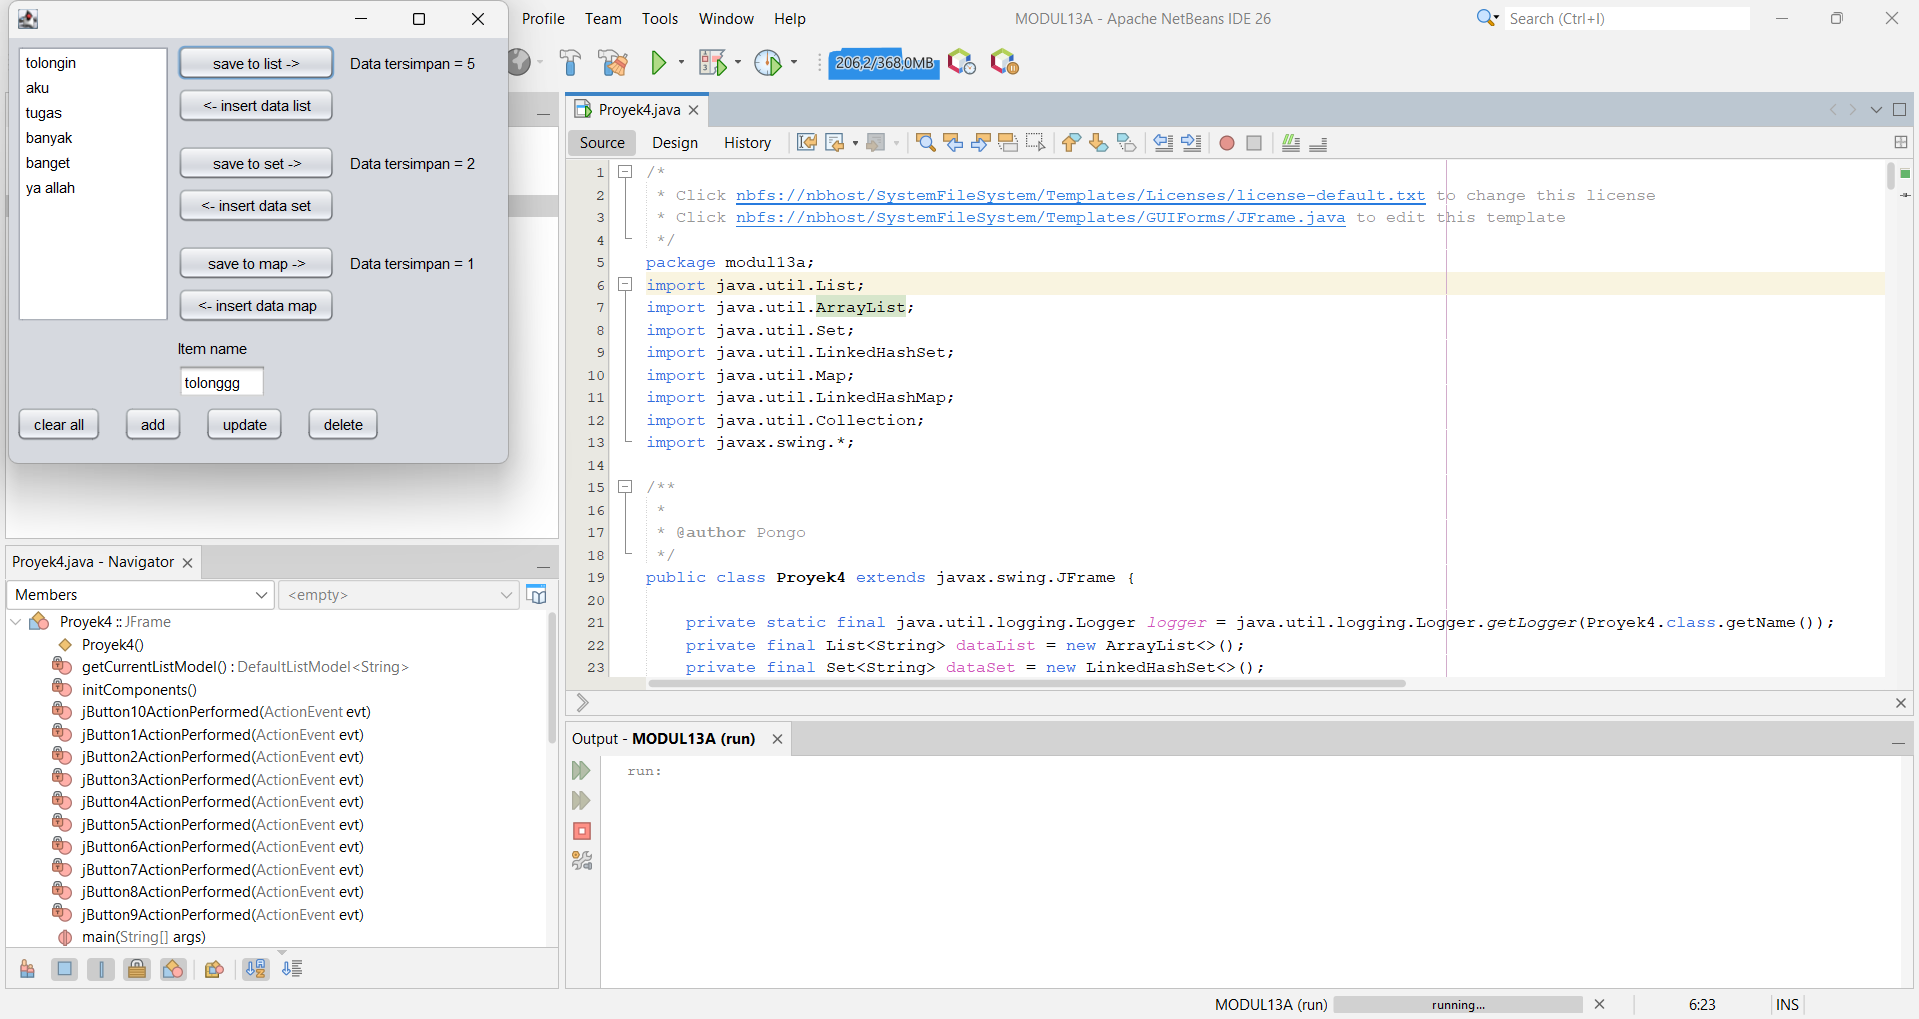 Profile Team Tools Window Help
MODUL13A - Apache NetBeans IDE 26
Search (Ctrl+I)
206,2/368,0MB
tolongin
aku
tugas
banyak
banget
ya allah
save to list ->
Data tersimpan = 5
<- insert data list
save to set ->
Data tersimpan = 2
<- insert data set
save to map ->
Data tersimpan = 1
<- insert data map
Item name
tolonggg
clear all
add
update
delete
Proyek4.java
Source Design History
1 /*
2 * Click nbfs://nbhost/SystemFileSystem/Templates/Licenses/license-default.txt to change this license
3 * Click nbfs://nbhost/SystemFileSystem/Templates/GUIForms/JFrame.java to edit this template
4 */
5 package modul13a;
6 import java.util.List;
7 import java.util.ArrayList;
8 import java.util.Set;
9 import java.util.LinkedHashSet;
10 import java.util.Map;
11 import java.util.LinkedHashMap;
12 import java.util.Collection;
13 import javax.swing.*;
14
15 /**
16 *
17 * @author Pongo
18 */
19 public class Proyek4 extends javax.swing.JFrame {
20
21 private static final java.util.logging.Logger logger = java.util.logging.Logger.getLogger(Proyek4.class.getName());
22 private final List<String> dataList = new ArrayList<>();
23 private final Set<String> dataSet = new LinkedHashSet<>();
Proyek4.java - Navigator
Members
<empty>
Proyek4 :: JFrame
Proyek4()
getCurrentListModel() : DefaultListModel<String>
initComponents()
jButton10ActionPerformed(ActionEvent evt)
jButton1ActionPerformed(ActionEvent evt)
jButton2ActionPerformed(ActionEvent evt)
jButton3ActionPerformed(ActionEvent evt)
jButton4ActionPerformed(ActionEvent evt)
jButton5ActionPerformed(ActionEvent evt)
jButton6ActionPerformed(ActionEvent evt)
jButton7ActionPerformed(ActionEvent evt)
jButton8ActionPerformed(ActionEvent evt)
jButton9ActionPerformed(ActionEvent evt)
main(String[] args)
Output - MODUL13A (run)
run:
MODUL13A (run)
running...
6:23
INS